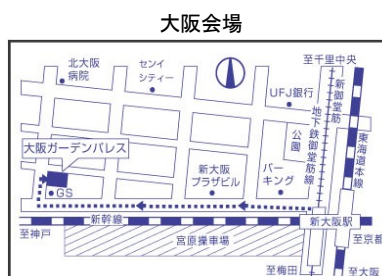 大阪会場
至千里中央
北大阪
病院
センイ
シティー
UFJ銀行
新御堂筋
地下鉄御堂筋線
東海道本線
公園
大阪ガーデンパレス
GS
新大阪
プラザビル
パー
キング
新幹線
新大阪駅
至神戸
宮原操車場
至京都
至梅田
至大阪